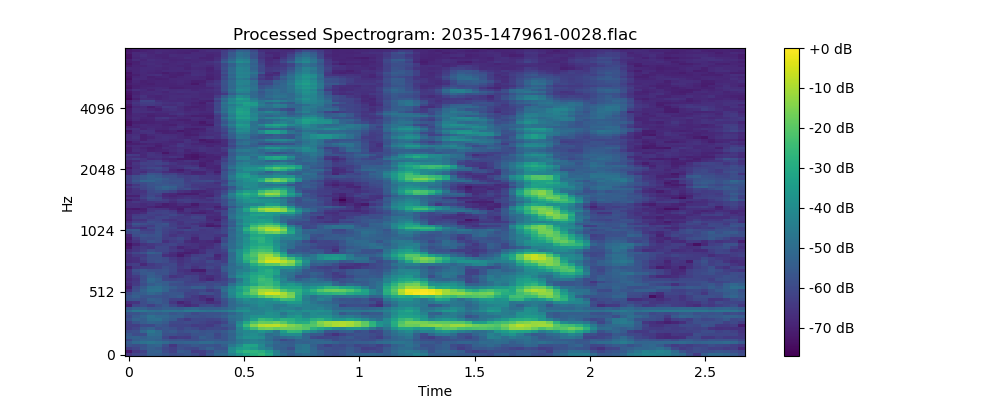 Processed Spectrogram: 2035-147961-0028.flac
+0 dB
-10 dB
-20 dB
-30 dB
-40 dB
-50 dB
-60 dB
-70 dB
4096
2048
1024
512
0
Hz
0
0.5
1
1.5
2
2.5
Time